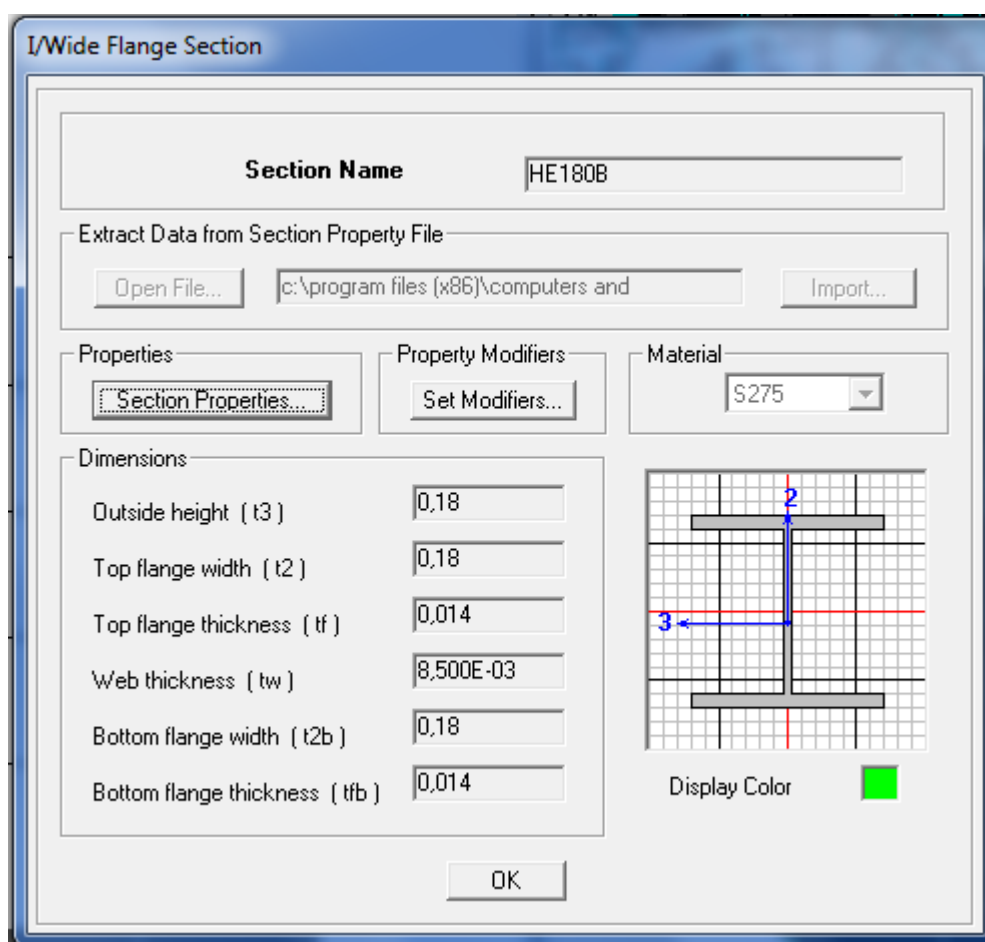 I/Wide Flange Section
Section Name HE180B
Extract Data from Section Property File
Open File... c:\program files (x86)\computers and Import...
Properties Property Modifiers Material
Section Properties... Set Modifiers... S275
Dimensions
Outside height ( t3 ) 0,18
Top flange width ( t2 ) 0,18
Top flange thickness ( tf ) 0,014
Web thickness ( tw ) 8,500E-03
Bottom flange width ( t2b ) 0,18
Bottom flange thickness ( tfb ) 0,014
2
3
Display Color
OK